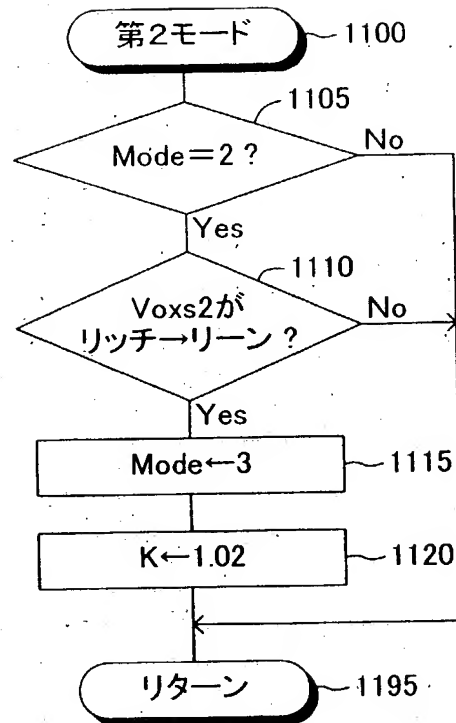 第2モード
1100
1105
Mode=2 ?
No
Yes
1110
Voxs2が
リッチ→リーン ?
No
Yes
Mode←3
1115
K←1.02
1120
リターン
1195